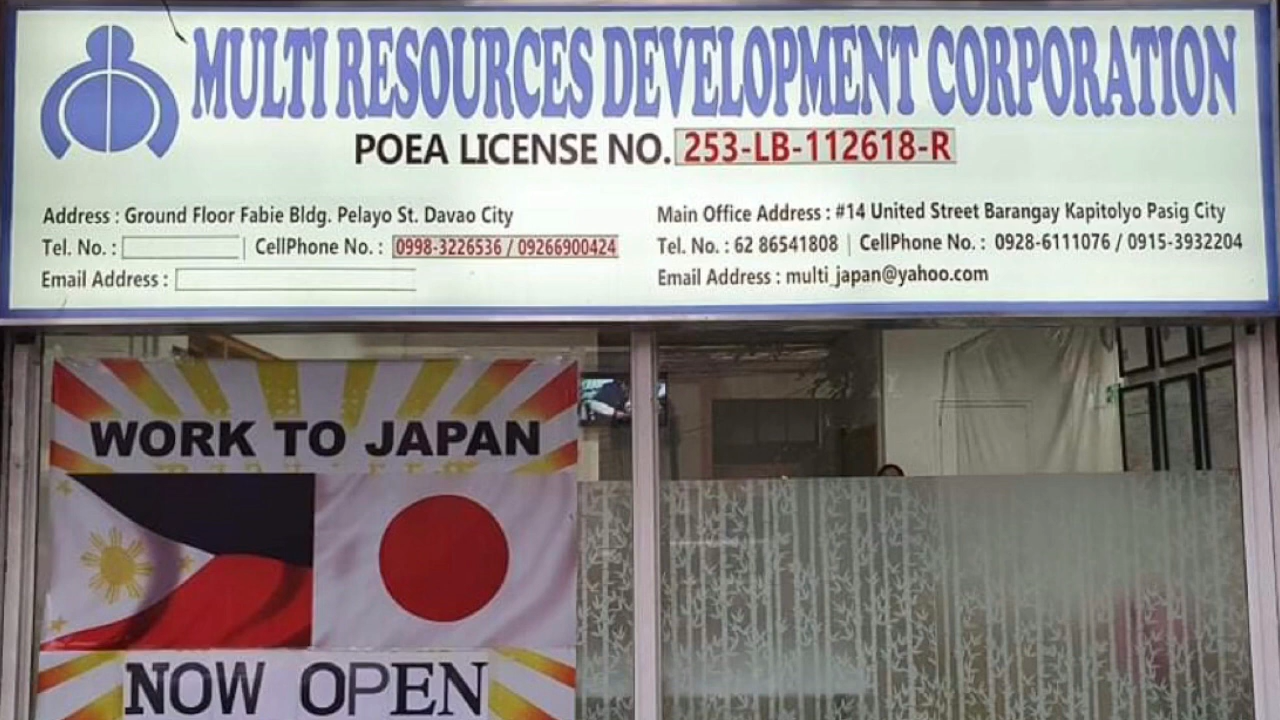 MULTI RESOURCES DEVELOPMENT CORPORATION
POEA LICENSE NO. 253-LB-112618-R
Address : Ground Floor Fabie Bldg. Pelayo St. Davao City
Tel. No. : | CellPhone No. : 0998-3226536 / 09266900424
Email Address :
Main Office Address : #14 United Street Barangay Kapitolyo Pasig City
Tel. No. : 62 86541808 | CellPhone No. : 0928-6111076 / 0915-3932204
Email Address : multi_japan@yahoo.com
WORK TO JAPAN
NOW OPEN